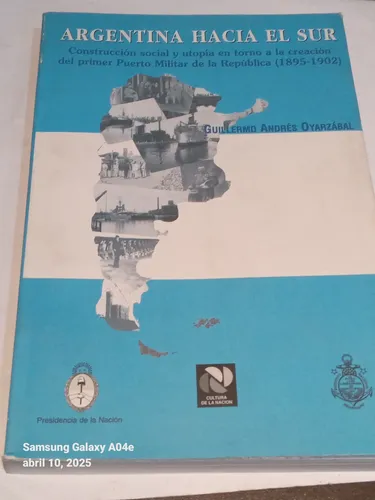 ARGENTINA HACIA EL SUR
Construcción social y utopía en torno a la creación
del primer Puerto Militar de la República (1895-1902)
GUILLERMO ANDRÉS OYARZÁBAL
CULTURA
DE LA NACION
Presidencia de la Nación
Samsung Galaxy A04e
abril 10, 2025